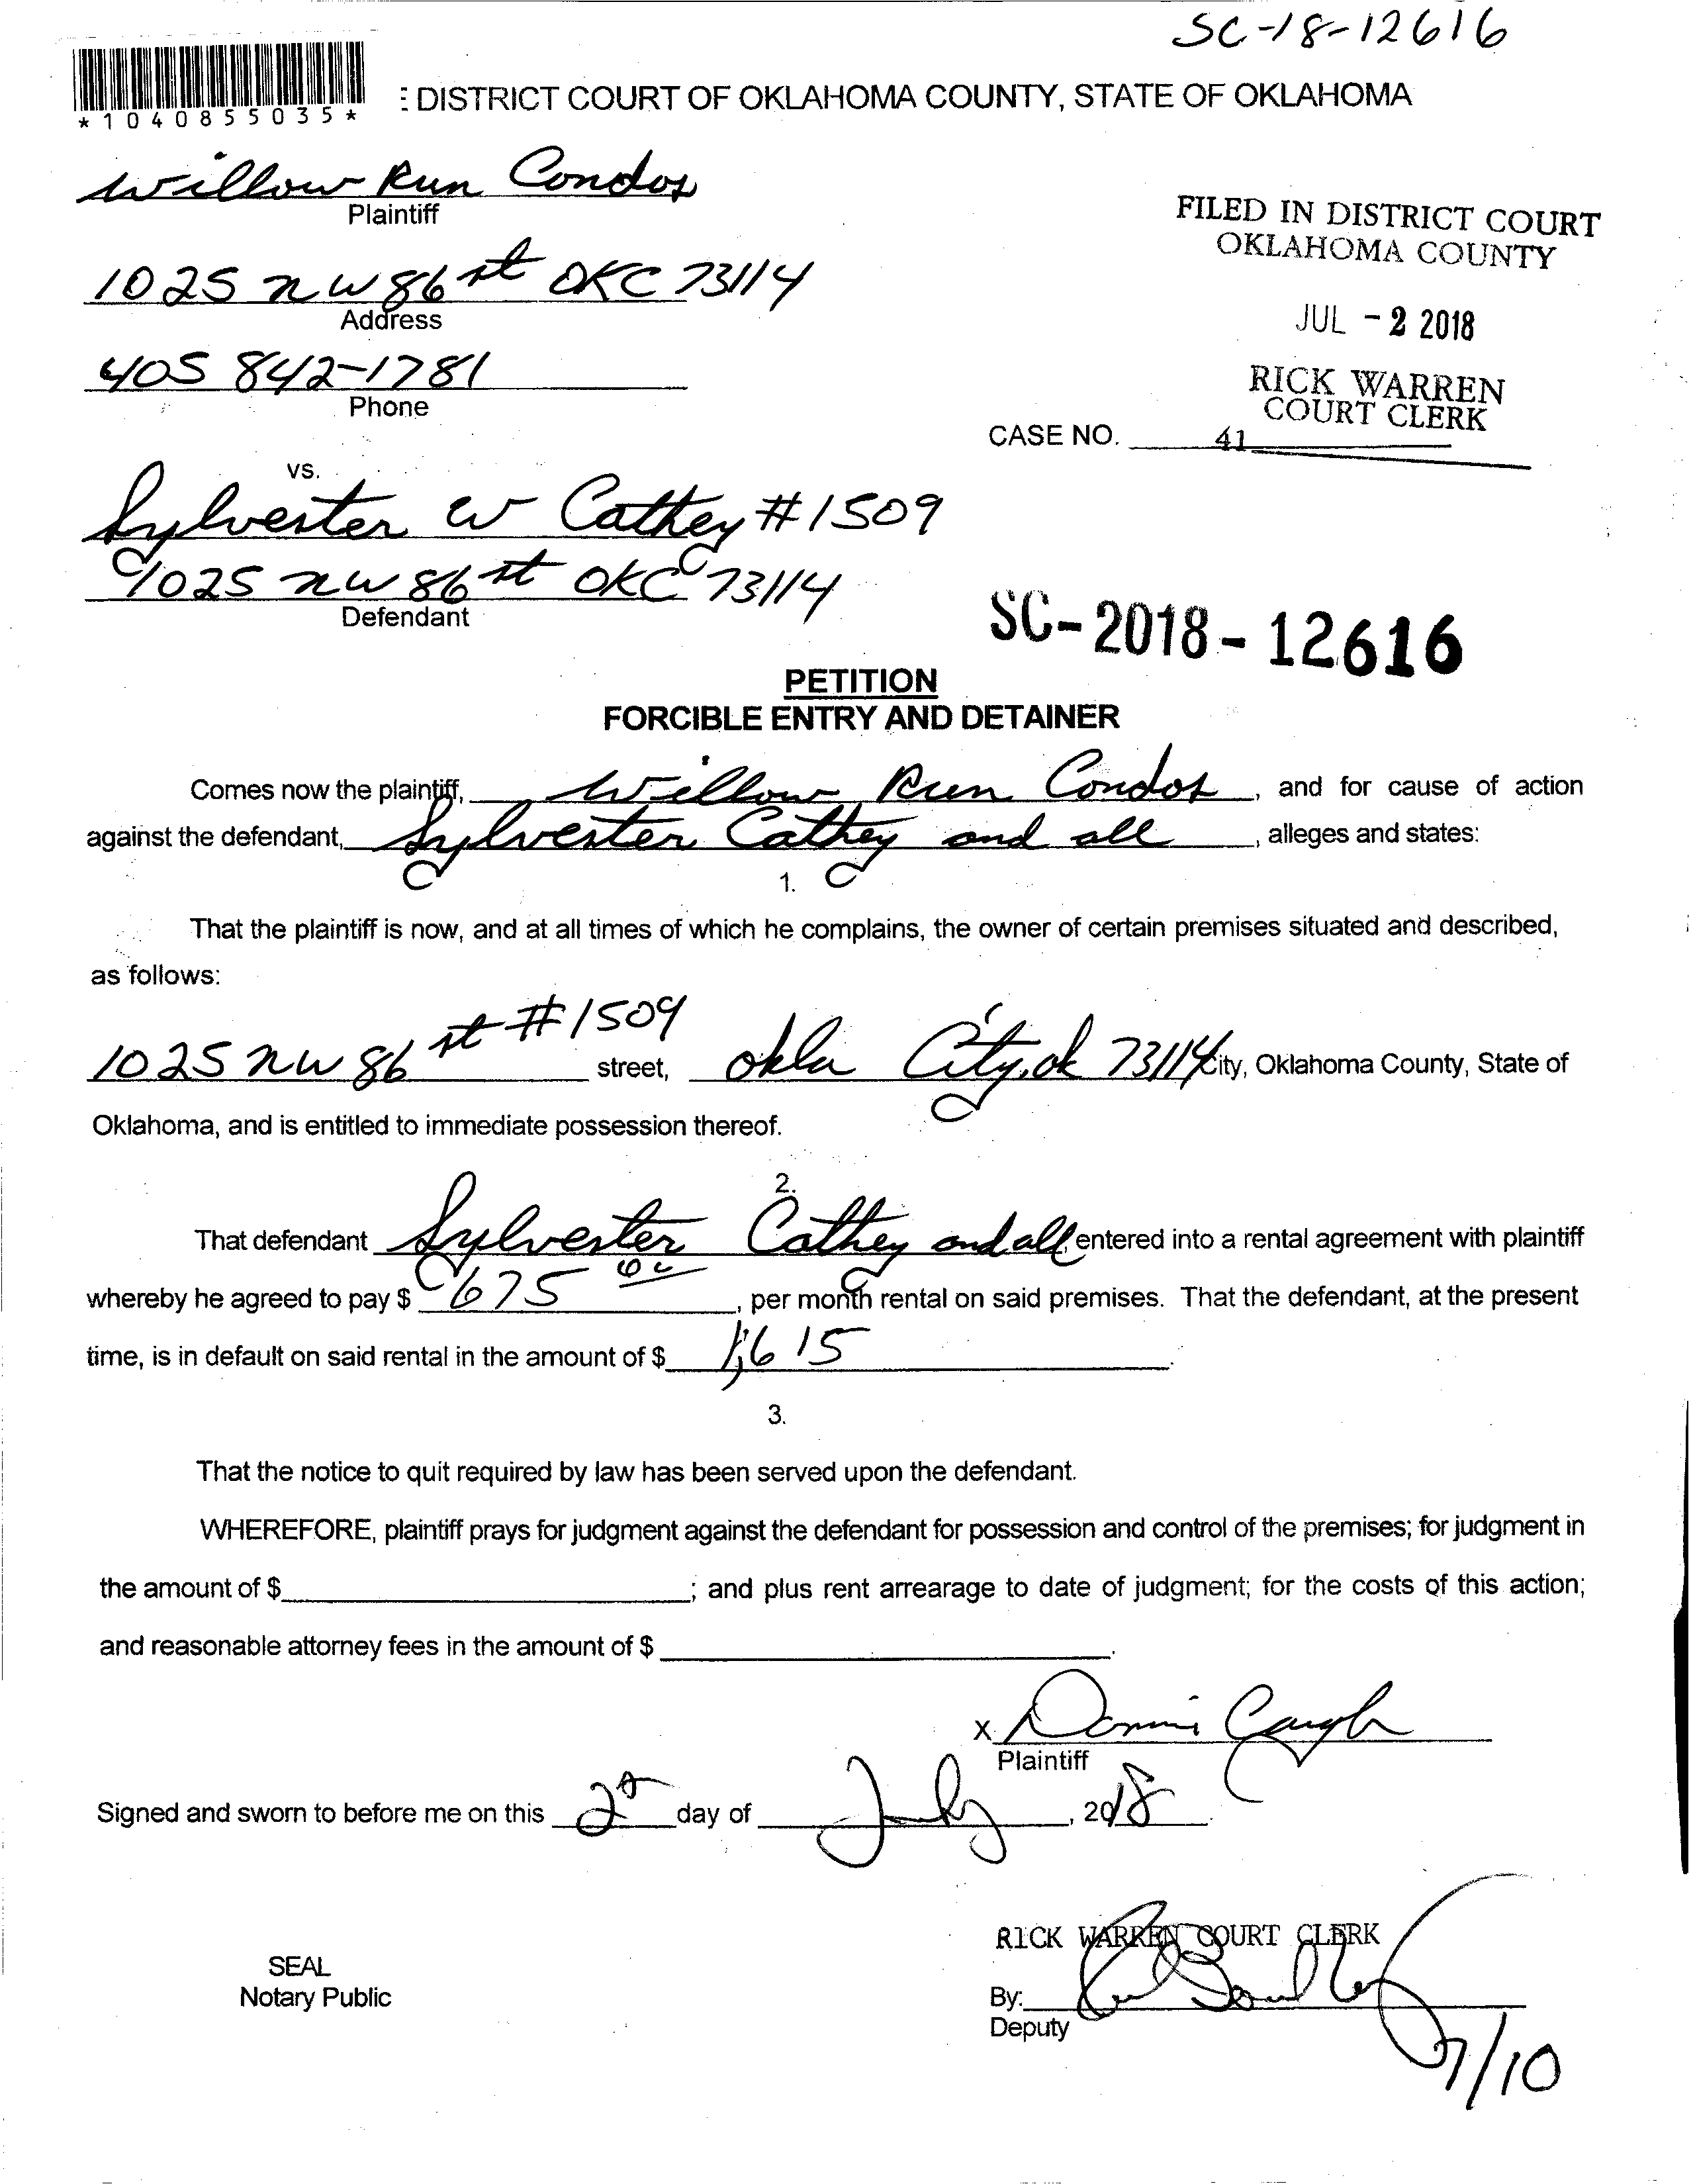 SC-18-12616
*1040855035*
: DISTRICT COURT OF OKLAHOMA COUNTY, STATE OF OKLAHOMA
Willow Run Condos
Plaintiff
1025 NW 86 st OKC 73114
Address
405 842-1781
Phone
FILED IN DISTRICT COURT
OKLAHOMA COUNTY
JUL - 2 2018
RICK WARREN
COURT CLERK
CASE NO. 41
vs.
Sylvester W Cathey #1509
1025 NW 86 st OKC 73114
Defendant
SC-2018-12616
PETITION
FORCIBLE ENTRY AND DETAINER
Comes now the plaintiff, Willow Run Condos, and for cause of action
against the defendant, Sylvester Cathey and all, alleges and states:
1.
That the plaintiff is now, and at all times of which he complains, the owner of certain premises situated and described,
as follows:
1025 NW 86 st #1509 street, Okla City, ok 73114 City, Oklahoma County, State of
Oklahoma, and is entitled to immediate possession thereof.
2.
That defendant Sylvester Cathey and all entered into a rental agreement with plaintiff
whereby he agreed to pay $ 675 00, per month rental on said premises. That the defendant, at the present
time, is in default on said rental in the amount of $ 1,615.
3.
That the notice to quit required by law has been served upon the defendant.
WHEREFORE, plaintiff prays for judgment against the defendant for possession and control of the premises; for judgment in
the amount of $ ; and plus rent arrearage to date of judgment; for the costs of this action;
and reasonable attorney fees in the amount of $ .
X
Plaintiff
Signed and sworn to before me on this 2 day of July, 2018.
RICK WARREN COURT CLERK
SEAL
Notary Public
By:
Deputy
7/10